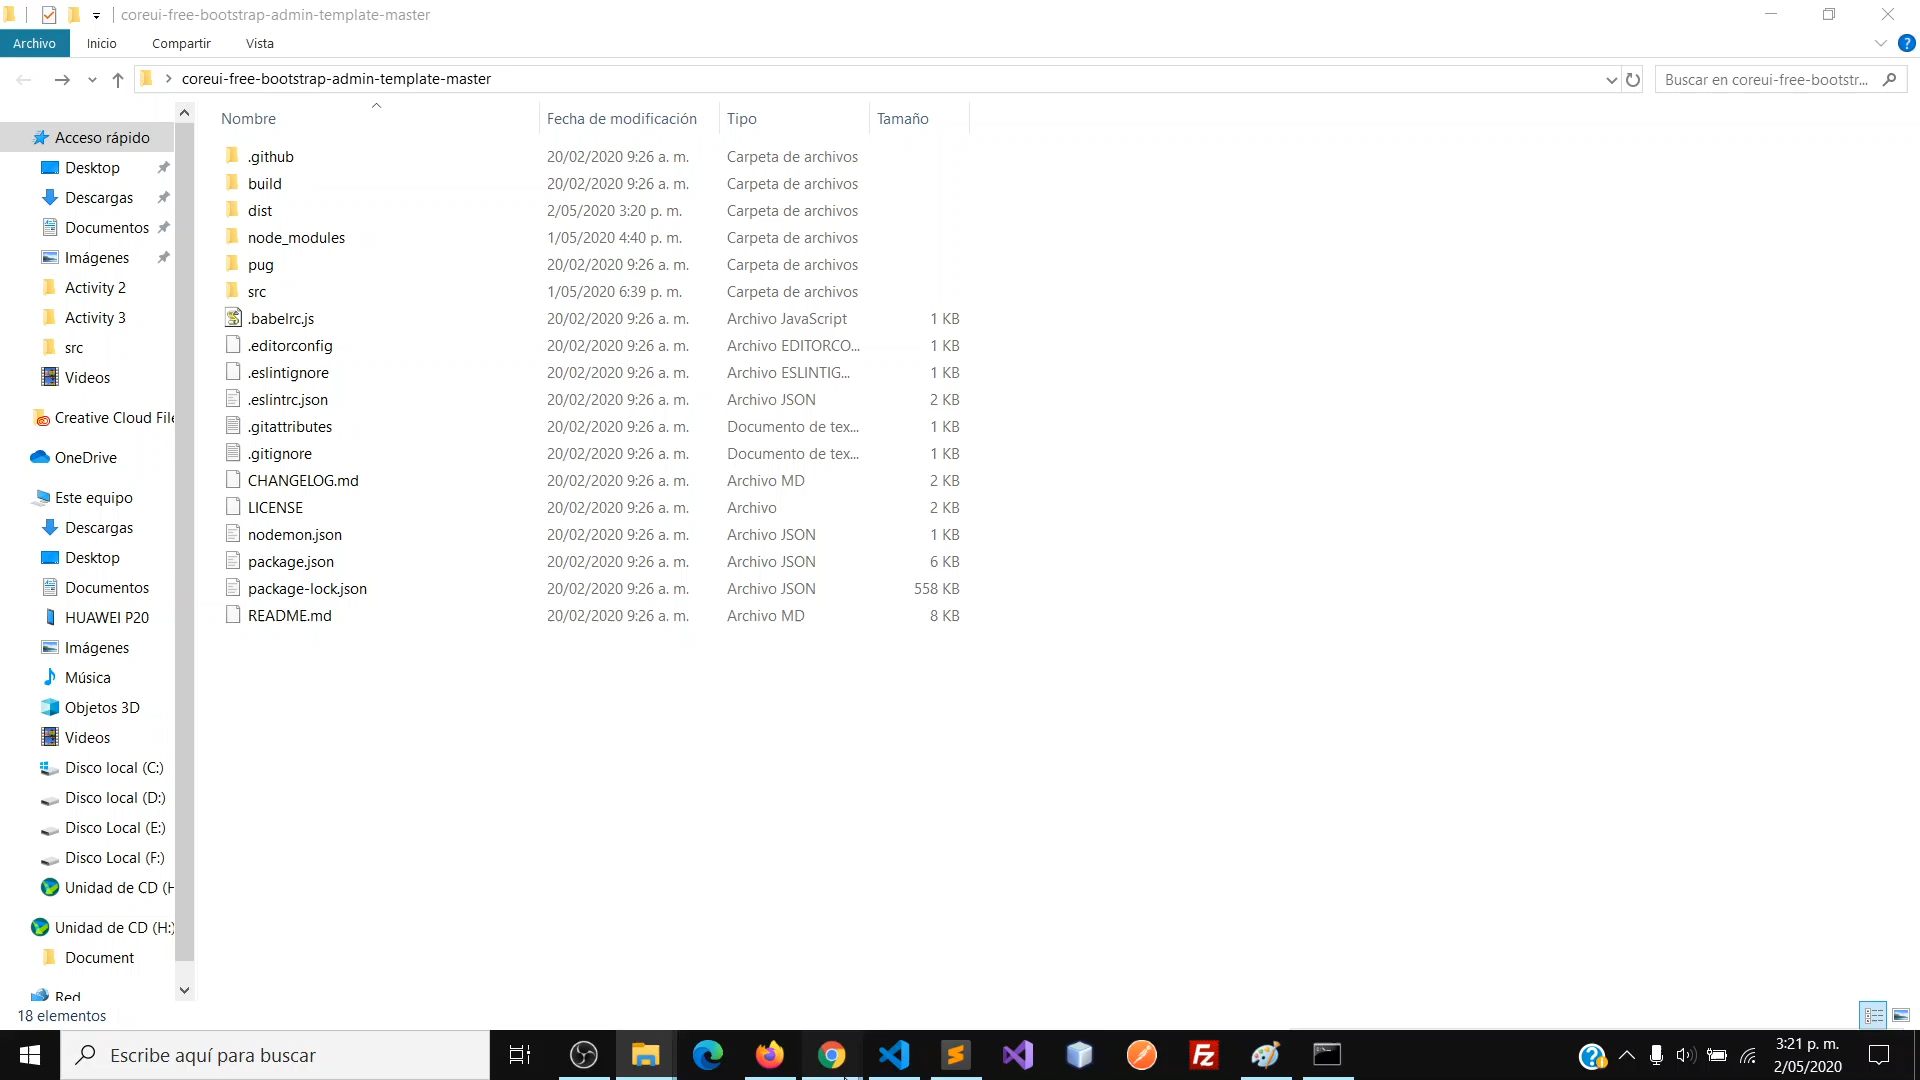 coreui-free-bootstrap-admin-template-master
Archivo Inicio Compartir Vista
coreui-free-bootstrap-admin-template-master
Buscar en coreui-free-bootstr...
Acceso rápido
Desktop
Descargas
Documentos
Imágenes
Activity 2
Activity 3
src
Videos
Creative Cloud File
OneDrive
Este equipo
Descargas
Desktop
Documentos
HUAWEI P20
Imágenes
Música
Objetos 3D
Videos
Disco local (C:)
Disco local (D:)
Disco Local (E:)
Disco Local (F:)
Unidad de CD (H
Unidad de CD (H:)
Document
Red
Nombre Fecha de modificación Tipo Tamaño
.github 20/02/2020 9:26 a. m. Carpeta de archivos
build 20/02/2020 9:26 a. m. Carpeta de archivos
dist 2/05/2020 3:20 p. m. Carpeta de archivos
node_modules 1/05/2020 4:40 p. m. Carpeta de archivos
pug 20/02/2020 9:26 a. m. Carpeta de archivos
src 1/05/2020 6:39 p. m. Carpeta de archivos
.babelrc.js 20/02/2020 9:26 a. m. Archivo JavaScript 1 KB
.editorconfig 20/02/2020 9:26 a. m. Archivo EDITORCO... 1 KB
.eslintignore 20/02/2020 9:26 a. m. Archivo ESLINTIG... 1 KB
.eslintrc.json 20/02/2020 9:26 a. m. Archivo JSON 2 KB
.gitattributes 20/02/2020 9:26 a. m. Documento de tex... 1 KB
.gitignore 20/02/2020 9:26 a. m. Documento de tex... 1 KB
CHANGELOG.md 20/02/2020 9:26 a. m. Archivo MD 2 KB
LICENSE 20/02/2020 9:26 a. m. Archivo 2 KB
nodemon.json 20/02/2020 9:26 a. m. Archivo JSON 1 KB
package.json 20/02/2020 9:26 a. m. Archivo JSON 6 KB
package-lock.json 20/02/2020 9:26 a. m. Archivo JSON 558 KB
README.md 20/02/2020 9:26 a. m. Archivo MD 8 KB
18 elementos
Escribe aquí para buscar
3:21 p. m.
2/05/2020